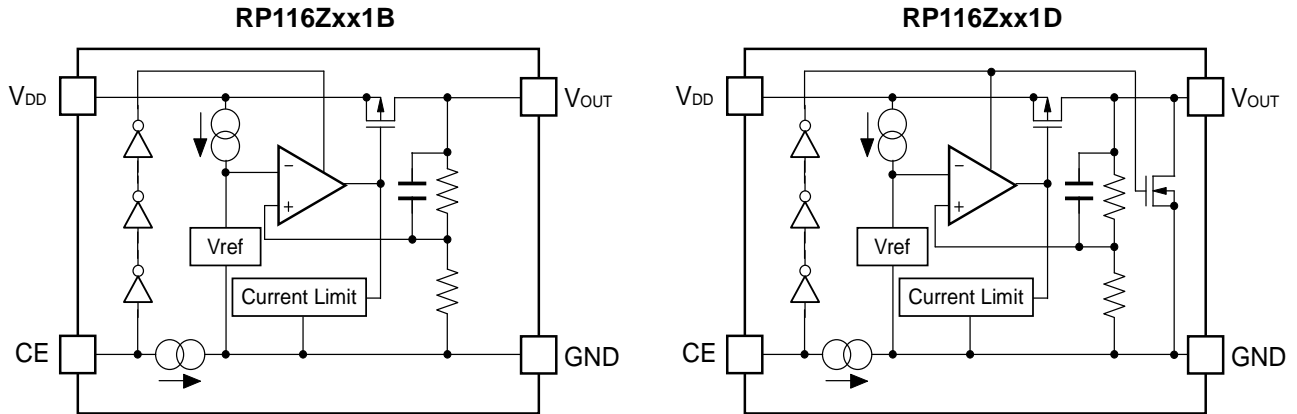 RP116Zxx1B
VDD
VOUT
−
+
Vref
Current Limit
CE
GND
RP116Zxx1D
VDD
VOUT
−
+
Vref
Current Limit
CE
GND